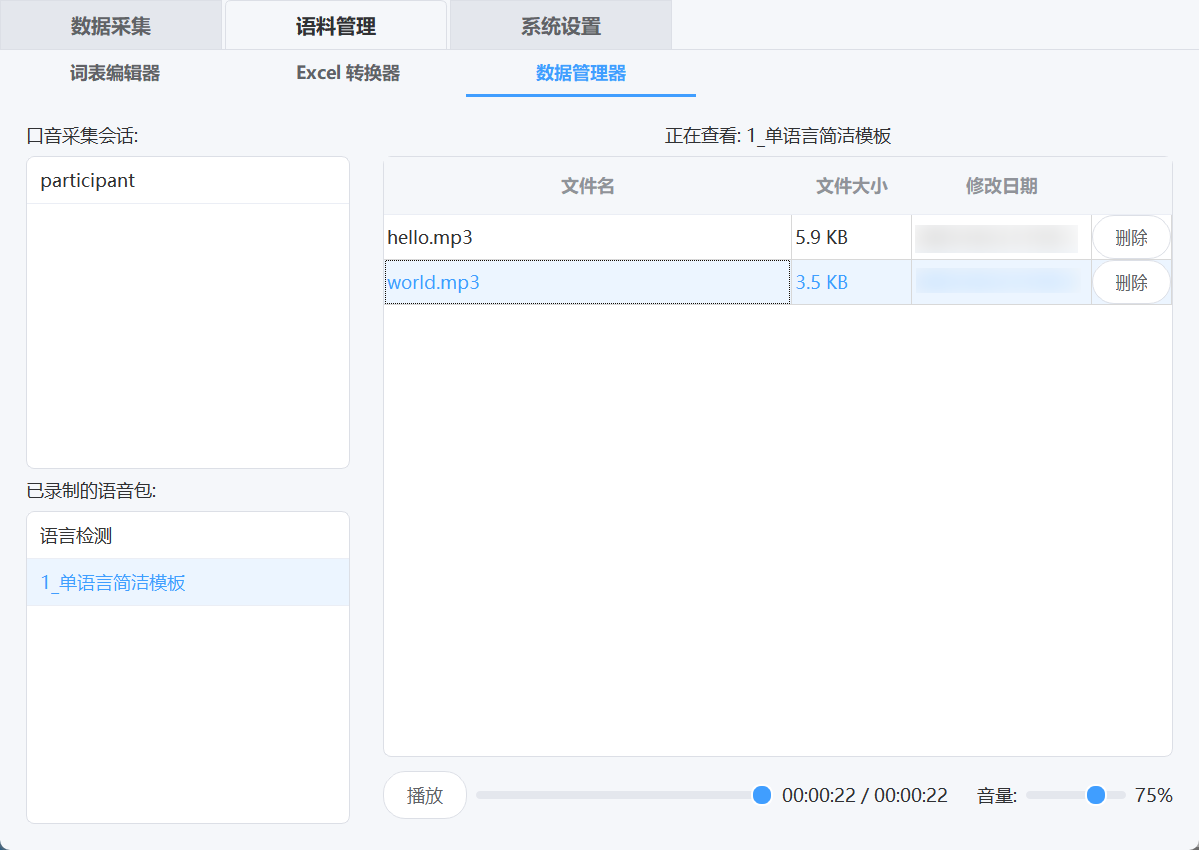 数据采集 语料管理 系统设置
词表编辑器 Excel 转换器 数据管理器
口音采集会话:
participant
已录制的语音包:
语言检测
1_单语言简洁模板
正在查看: 1_单语言简洁模板
文件名 文件大小 修改日期
hello.mp3 5.9 KB 删除
world.mp3 3.5 KB 删除
播放 00:00:22 / 00:00:22 音量: 75%